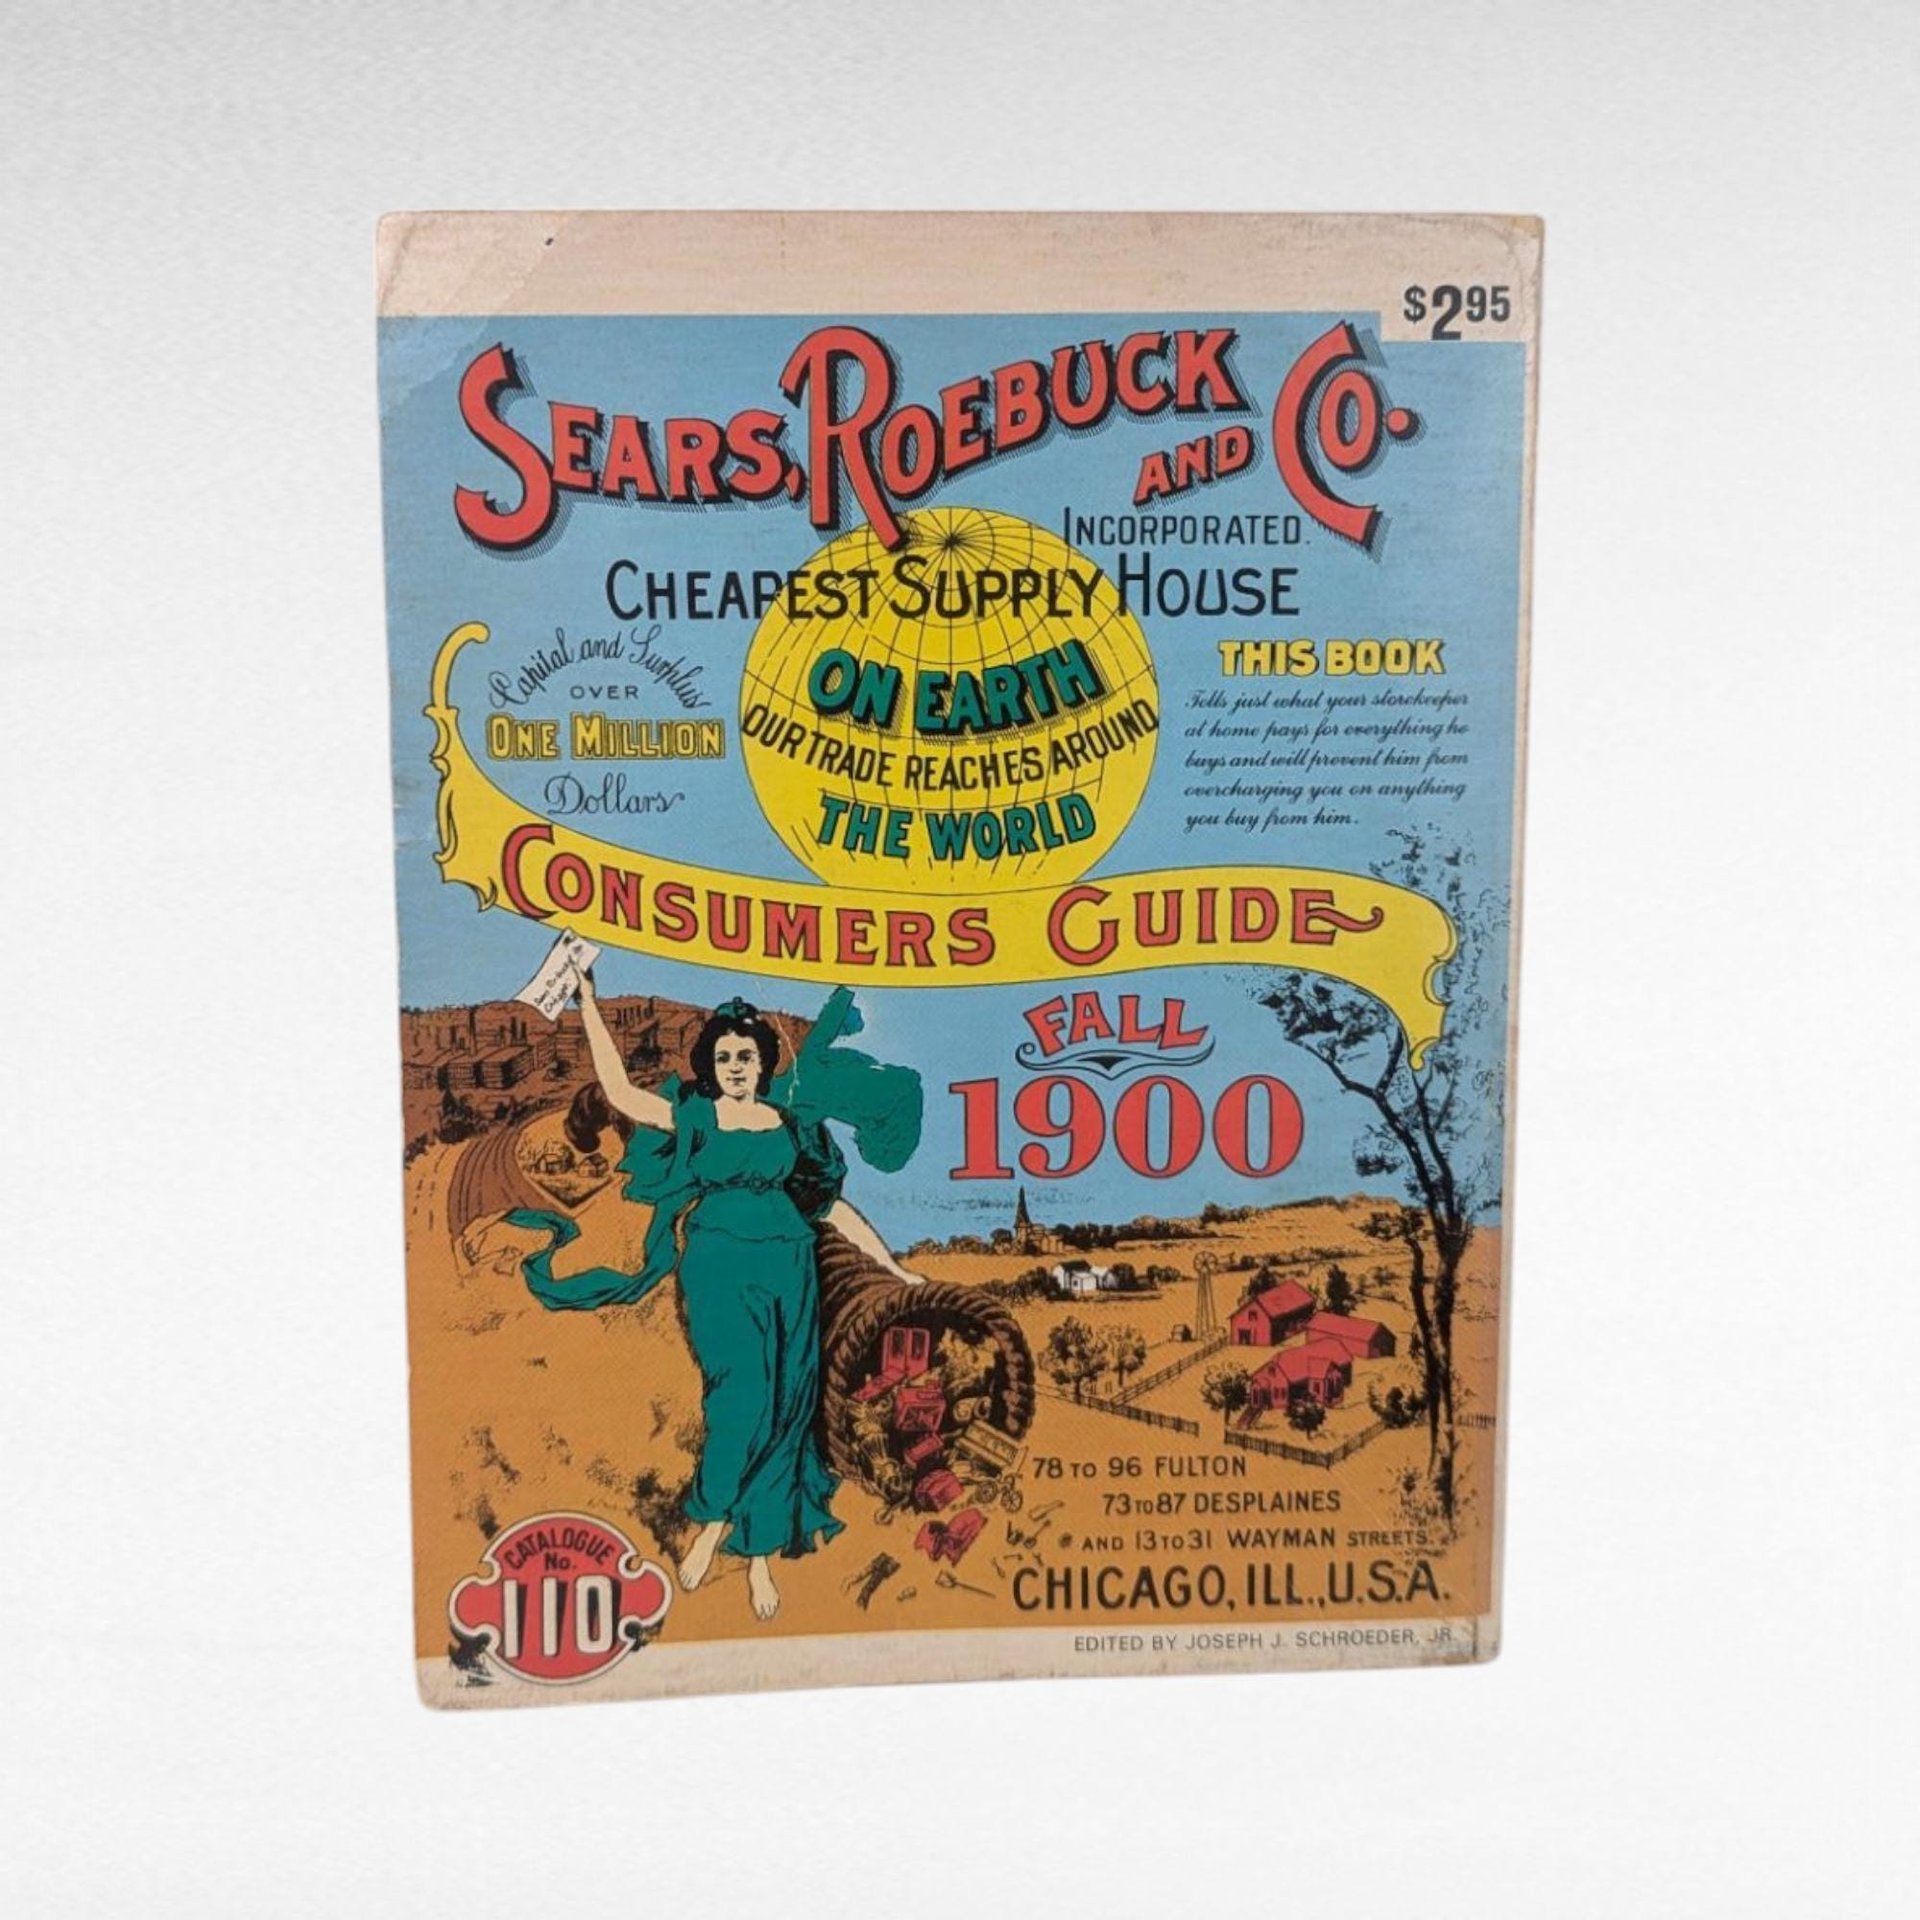 $2.95
SEARS, ROEBUCK AND CO.
INCORPORATED.
CHEAPEST SUPPLY HOUSE
ON EARTH
OUR TRADE REACHES AROUND
THE WORLD
Capital and Surplus
OVER
ONE MILLION
Dollars
THIS BOOK
Tells just what your storekeeper
at home pays for everything he
buys and will prevent him from
overcharging you on anything
you buy from him.
CONSUMERS GUIDE
FALL
1900
78 TO 96 FULTON
73 TO 87 DESPLAINES
AND 13 TO 31 WAYMAN STREETS.
CHICAGO, ILL., U.S.A.
CATALOGUE
No.
110
EDITED BY JOSEPH J. SCHROEDER, JR.